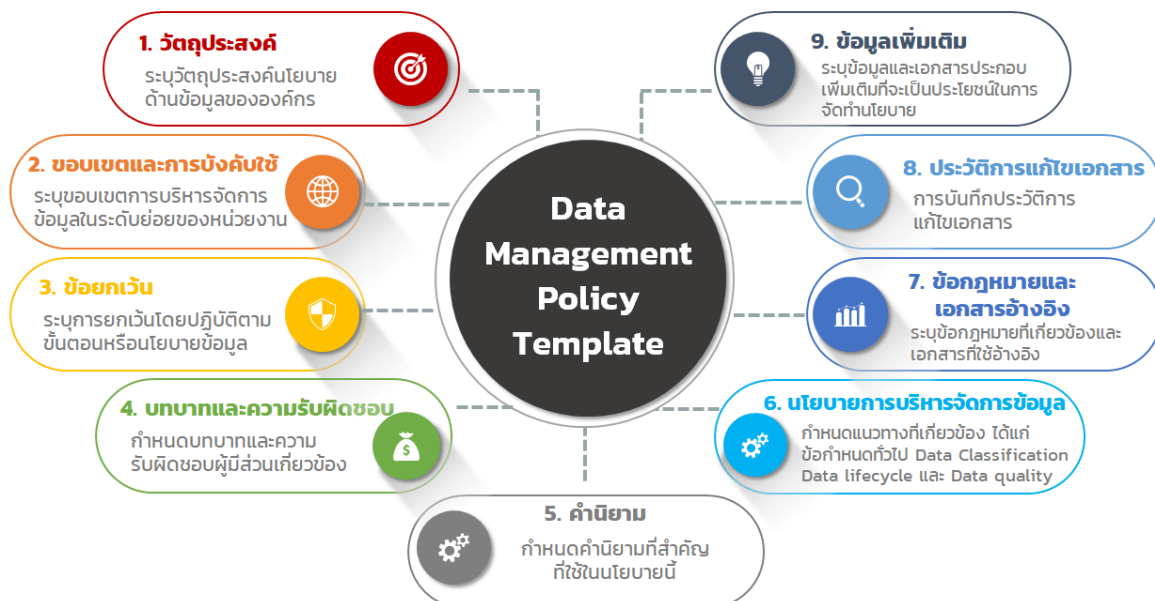 1. วัตถุประสงค์
ระบุวัตถุประสงค์นโยบาย
ด้านข้อมูลขององค์กร
2. ขอบเขตและการบังคับใช้
ระบุขอบเขตการบริหารจัดการ
ข้อมูลในระดับย่อยของหน่วยงาน
3. ข้อยกเว้น
ระบุการยกเว้นโดยปฏิบัติตาม
ขั้นตอนหรือนโยบายข้อมูล
4. บทบาทและความรับผิดชอบ
กำหนดบทบาทและความ
รับผิดชอบผู้มีส่วนเกี่ยวข้อง
5. คำนิยาม
กำหนดคำนิยามที่สำคัญ
ที่ใช้ในนโยบายนี้
6. นโยบายการบริหารจัดการข้อมูล
กำหนดแนวทางที่เกี่ยวข้อง ได้แก่
ข้อกำหนดทั่วไป Data Classification
Data lifecycle และ Data quality
7. ข้อกฎหมายและ
เอกสารอ้างอิง
ระบุข้อกฎหมายที่เกี่ยวข้องและ
เอกสารที่ใช้อ้างอิง
8. ประวัติการแก้ไขเอกสาร
การบันทึกประวัติการ
แก้ไขเอกสาร
9. ข้อมูลเพิ่มเติม
ระบุข้อมูลและเอกสารประกอบ
เพิ่มเติมที่จะเป็นประโยชน์ในการ
จัดทำนโยบาย
Data
Management
Policy
Template